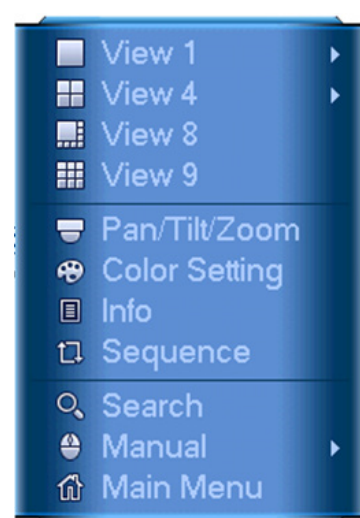 View 1
View 4
View 8
View 9
Pan/Tilt/Zoom
Color Setting
Info
Sequence
Search
Manual
Main Menu